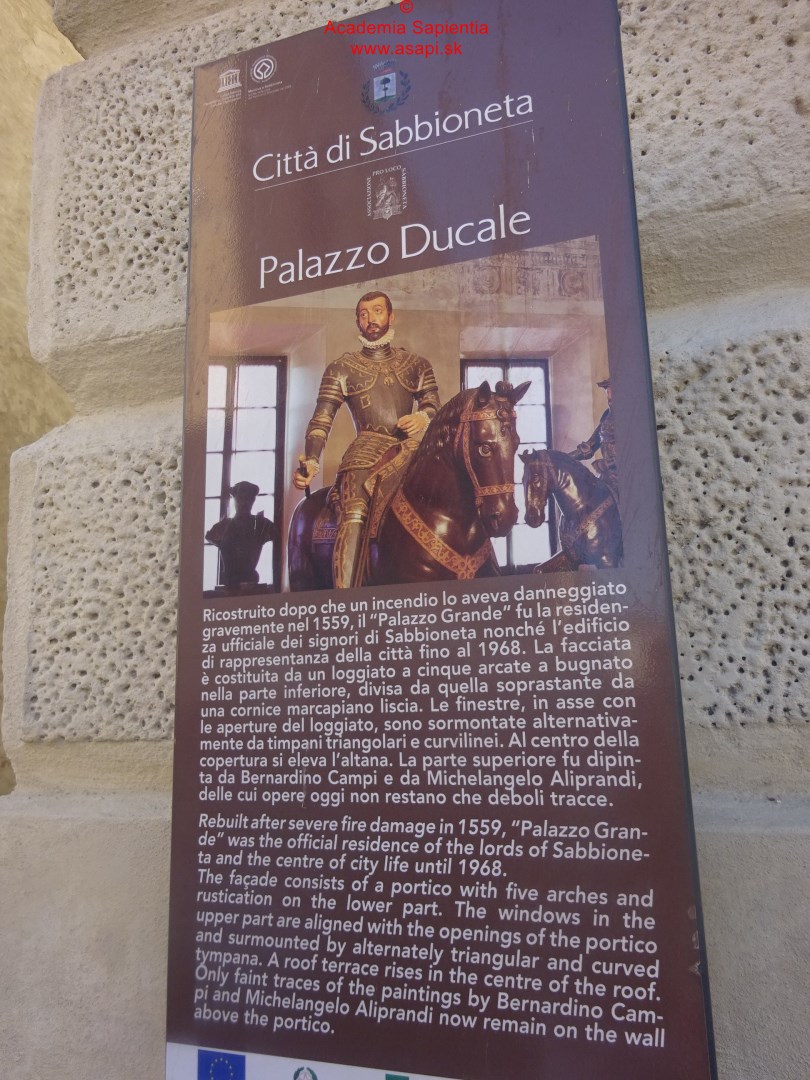 ©
Academia Sapientia
www.asapi.sk
Città di Sabbioneta
ASSOCIAZIONE PRO LOCO SABBIONETA
Palazzo Ducale
Ricostruito dopo che un incendio lo aveva danneggiato
gravemente nel 1559, il "Palazzo Grande" fu la residen-
za ufficiale dei signori di Sabbioneta nonché l'edificio
di rappresentanza della città fino al 1968. La facciata
è costituita da un loggiato a cinque arcate a bugnato
nella parte inferiore, divisa da quella soprastante da
una cornice marcapiano liscia. Le finestre, in asse con
le aperture del loggiato, sono sormontate alternativa-
mente da timpani triangolari e curvilinei. Al centro della
copertura si eleva l'altana. La parte superiore fu dipin-
ta da Bernardino Campi e da Michelangelo Aliprandi,
delle cui opere oggi non restano che deboli tracce.
Rebuilt after severe fire damage in 1559, "Palazzo Gran-
de" was the official residence of the lords of Sabbione-
ta and the centre of city life until 1968.
The façade consists of a portico with five arches and
rustication on the lower part. The windows in the
upper part are aligned with the openings of the portico
and surmounted by alternately triangular and curved
tympana. A roof terrace rises in the centre of the roof.
Only faint traces of the paintings by Bernardino Cam-
pi and Michelangelo Aliprandi now remain on the wall
above the portico.